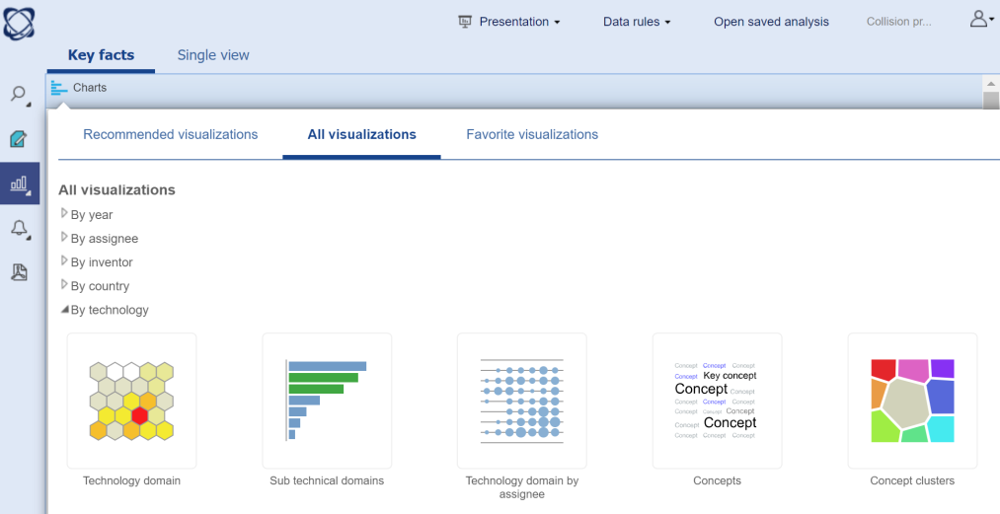 Presentation Data rules Open saved analysis Collision pr...
Key facts Single view
Charts
Recommended visualizations All visualizations Favorite visualizations
All visualizations
By year
By assignee
By inventor
By country
By technology
Concept Concept Concept
Concept Key concept
Concept Concept
Concept Concept Concept
Concept Concept Concept
Concept Concept
Concept Concept Concept
Technology domain Sub technical domains Technology domain by assignee Concepts Concept clusters